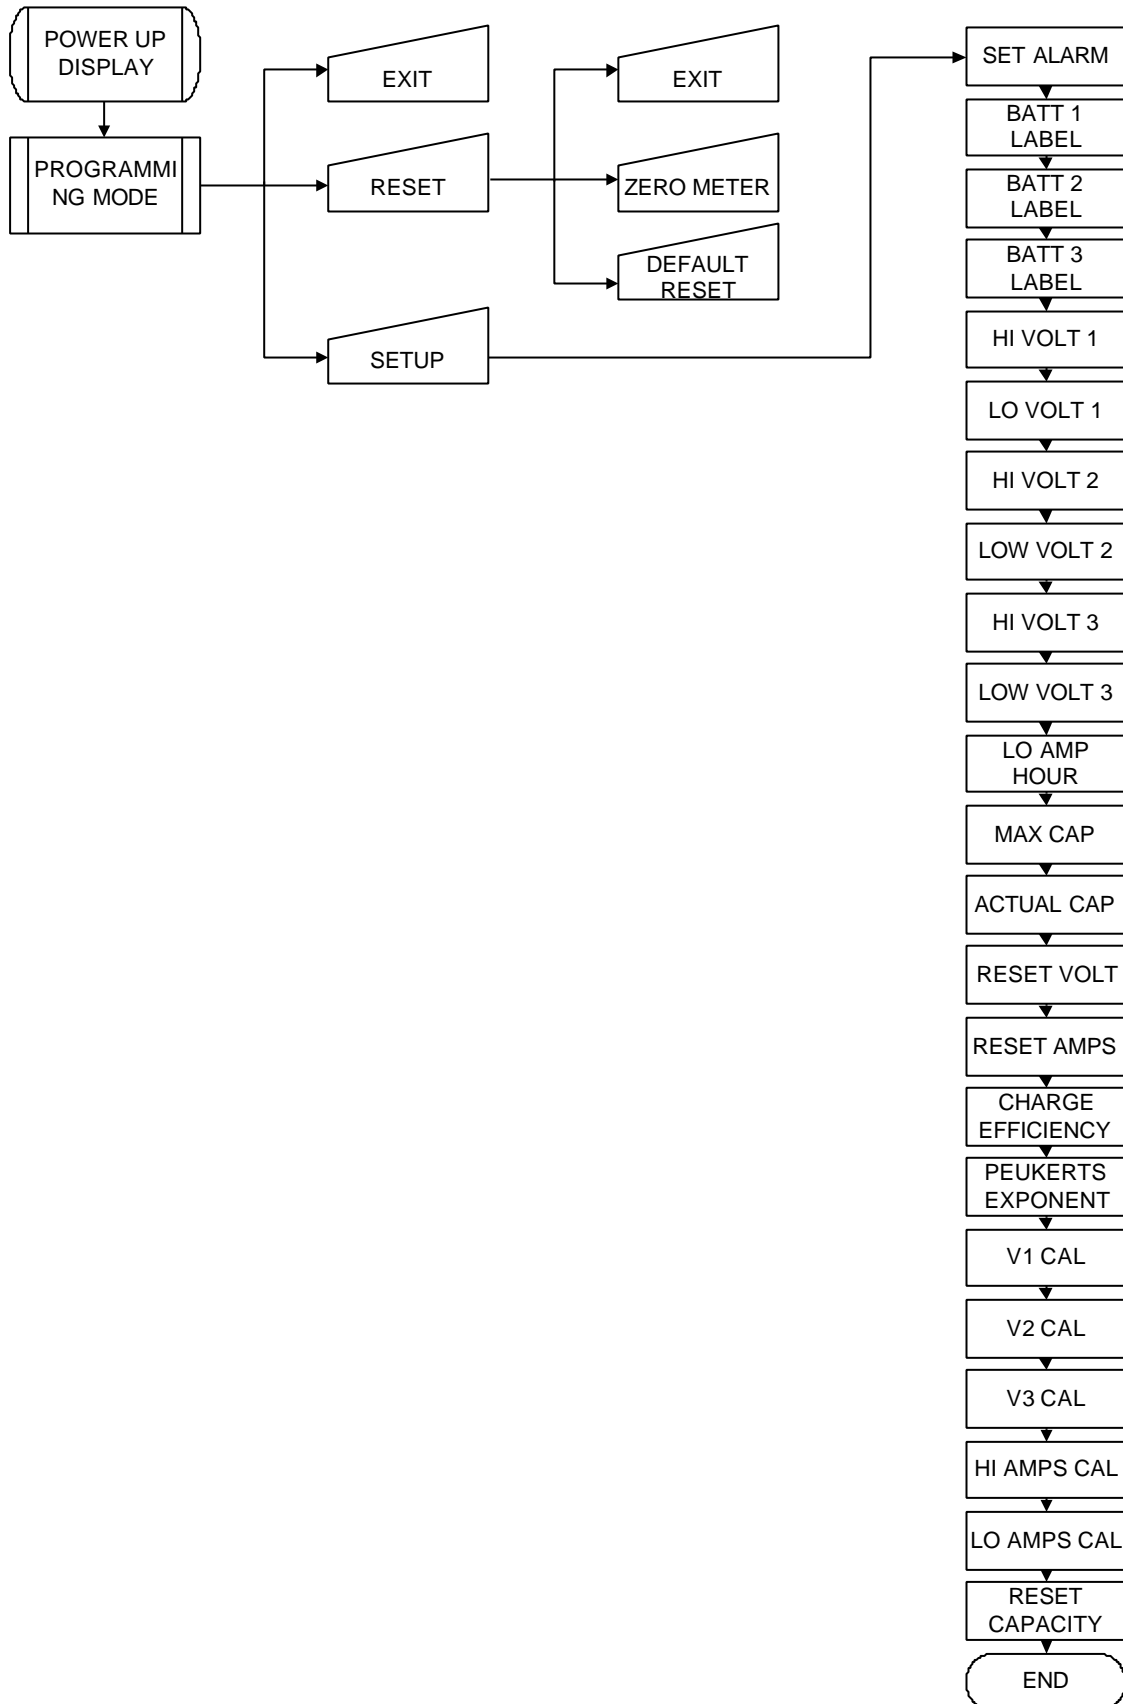 POWER UP
DISPLAY
PROGRAMMI
NG MODE
EXIT
RESET
SETUP
EXIT
ZERO METER
DEFAULT
RESET
SET ALARM
BATT 1
LABEL
BATT 2
LABEL
BATT 3
LABEL
HI VOLT 1
LO VOLT 1
HI VOLT 2
LOW VOLT 2
HI VOLT 3
LOW VOLT 3
LO AMP
HOUR
MAX CAP
ACTUAL CAP
RESET VOLT
RESET AMPS
CHARGE
EFFICIENCY
PEUKERTS
EXPONENT
V1 CAL
V2 CAL
V3 CAL
HI AMPS CAL
LO AMPS CAL
RESET
CAPACITY
END